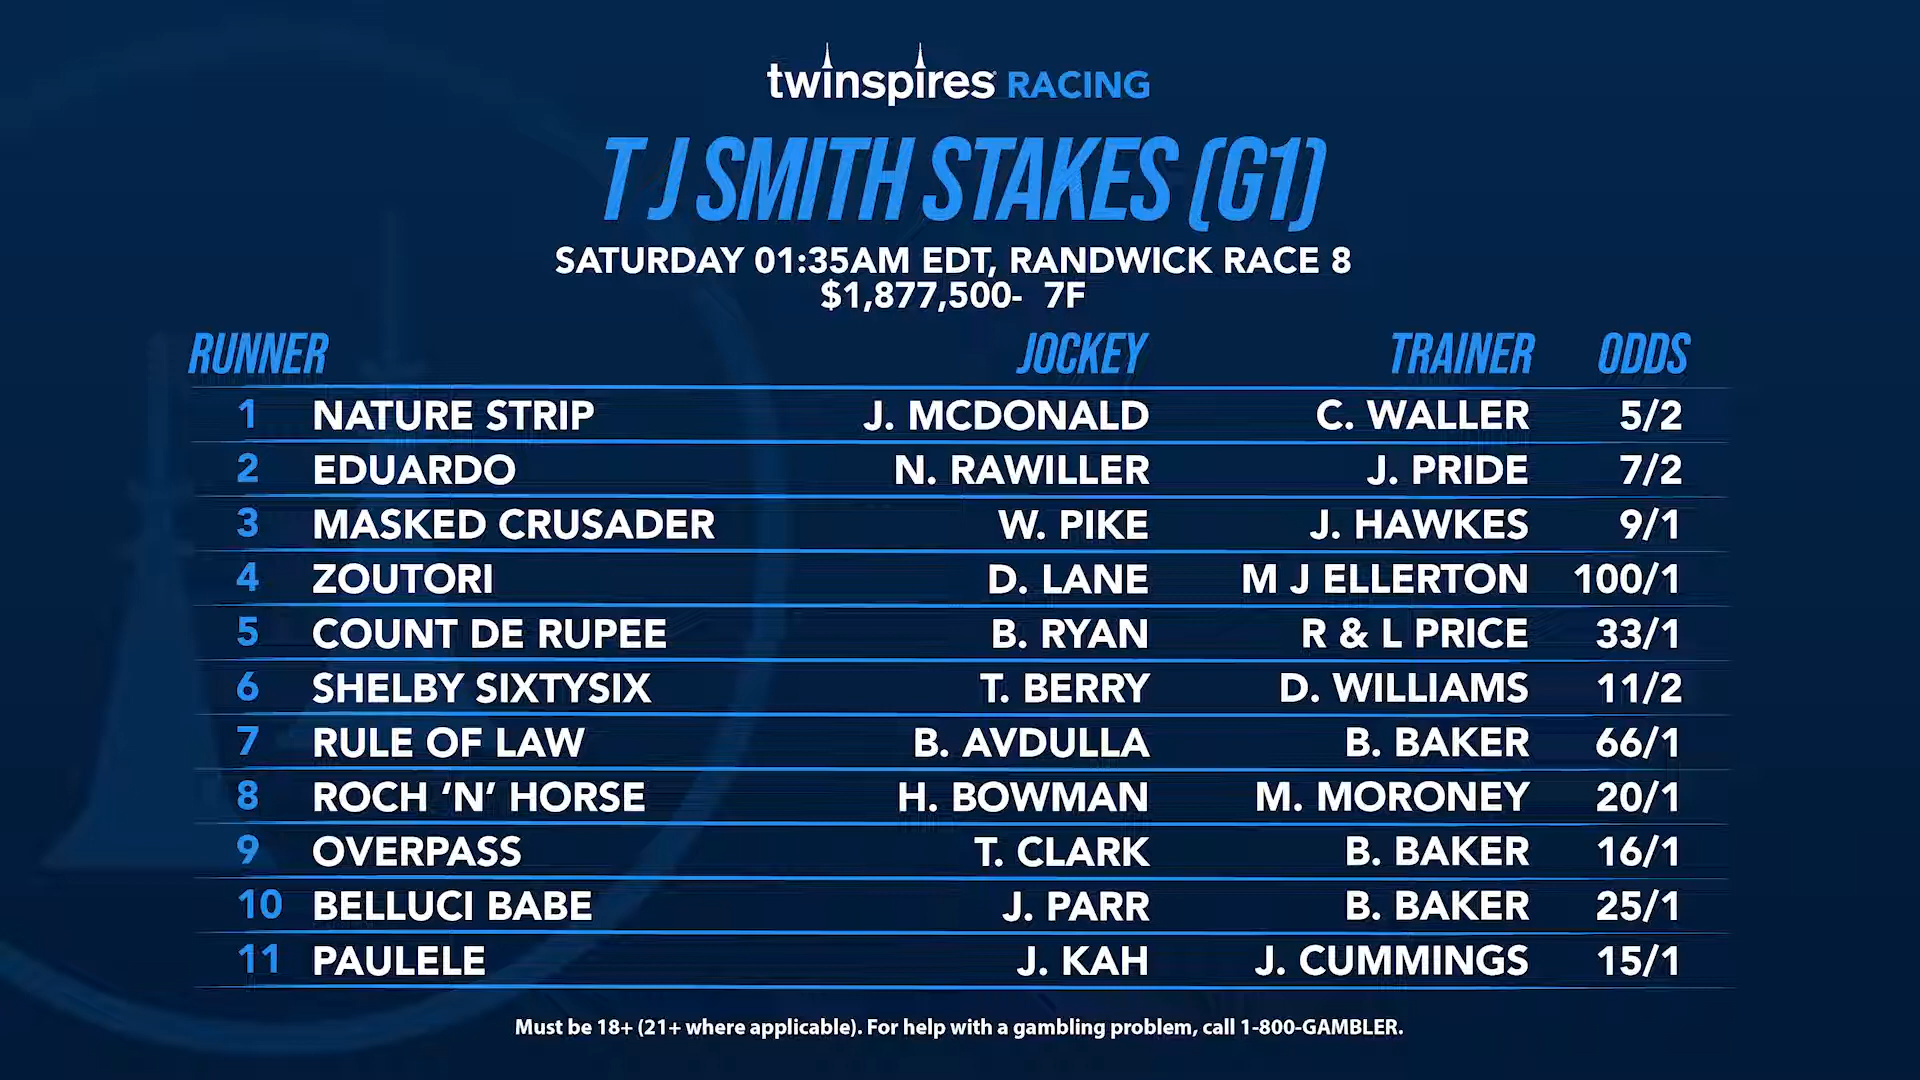 twinspires RACING
T J SMITH STAKES (G1)
SATURDAY 01:35AM EDT, RANDWICK RACE 8
$1,877,500- 7F
RUNNER JOCKEY TRAINER ODDS
1 NATURE STRIP J. MCDONALD C. WALLER 5/2
2 EDUARDO N. RAWILLER J. PRIDE 7/2
3 MASKED CRUSADER W. PIKE J. HAWKES 9/1
4 ZOUTORI D. LANE M J ELLERTON 100/1
5 COUNT DE RUPEE B. RYAN R & L PRICE 33/1
6 SHELBY SIXTYSIX T. BERRY D. WILLIAMS 11/2
7 RULE OF LAW B. AVDULLA B. BAKER 66/1
8 ROCH ‘N’ HORSE H. BOWMAN M. MORONEY 20/1
9 OVERPASS T. CLARK B. BAKER 16/1
10 BELLUCI BABE J. PARR B. BAKER 25/1
11 PAULELE J. KAH J. CUMMINGS 15/1
Must be 18+ (21+ where applicable). For help with a gambling problem, call 1-800-GAMBLER.